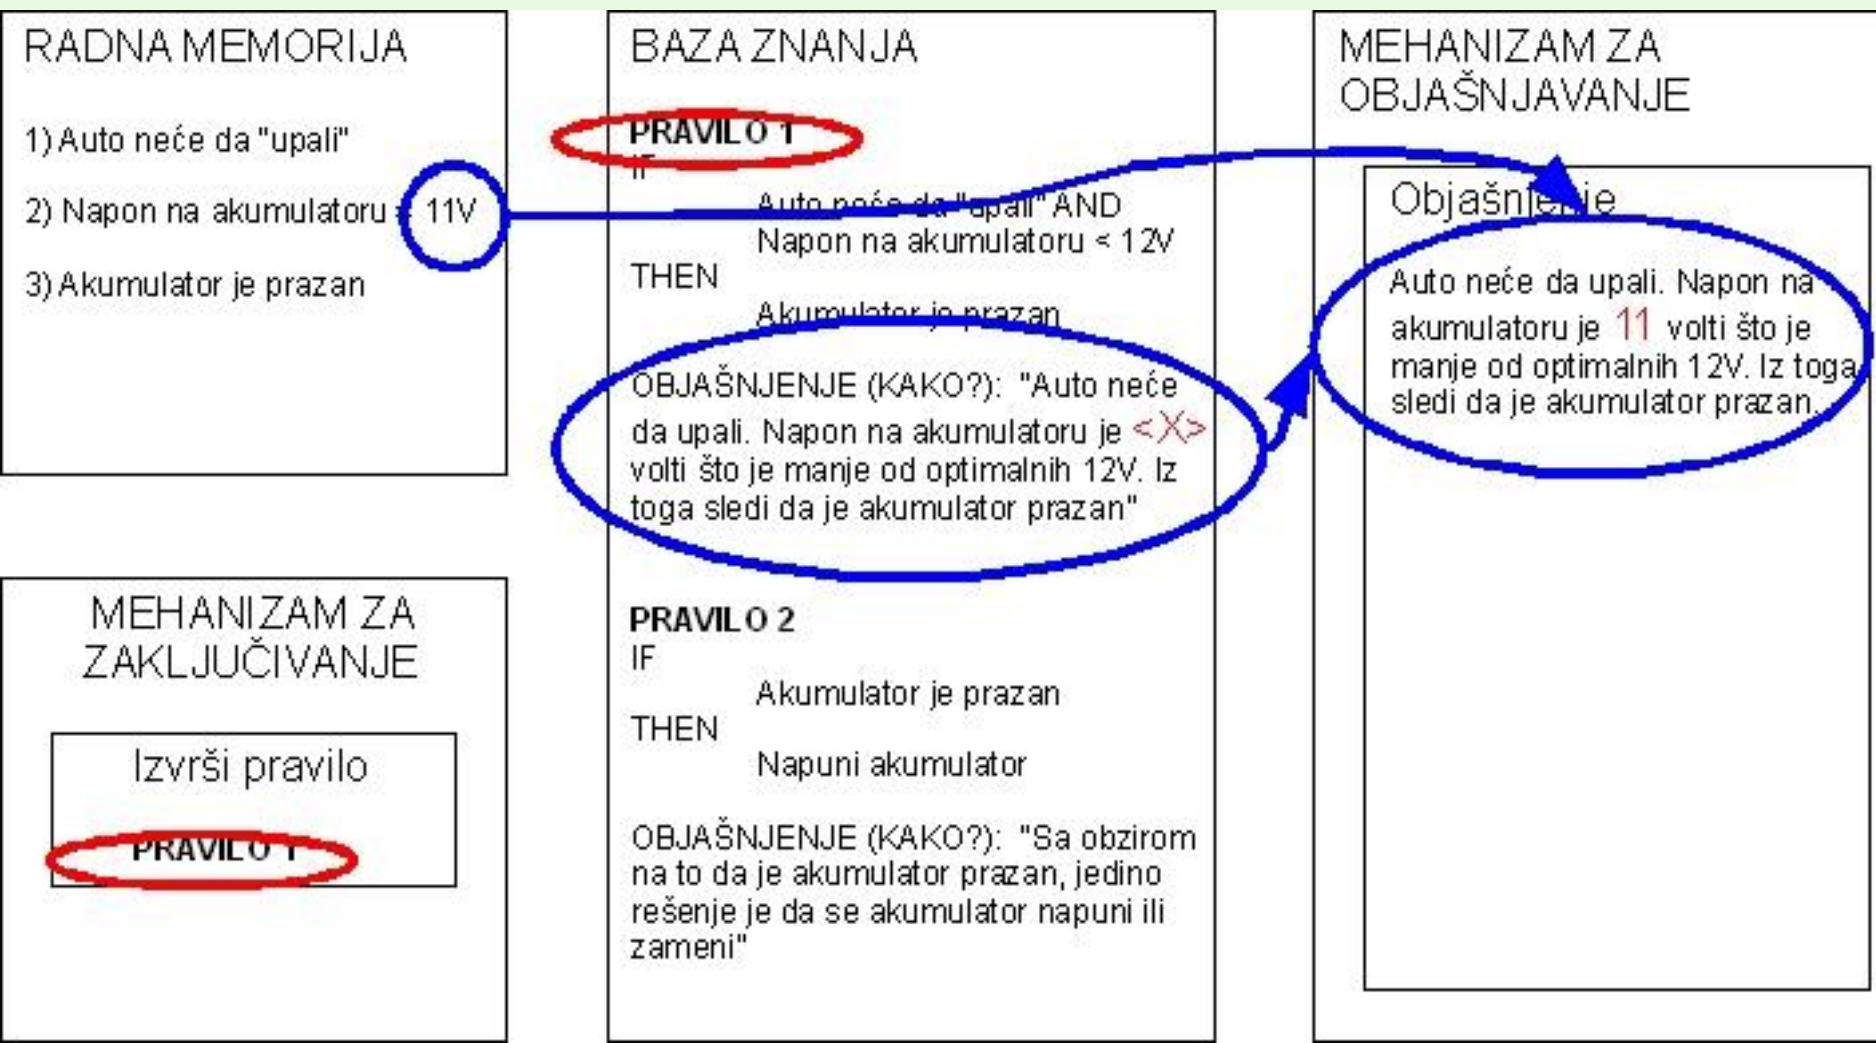 RADNA MEMORIJA
1) Auto neće da "upali"
2) Napon na akumulatoru = 11V
3) Akumulator je prazan
MEHANIZAM ZA
ZAKLJUČIVANJE
Izvrši pravilo
PRAVILO 1
BAZA ZNANJA
PRAVILO 1
IF
Auto neće da "upali" AND
Napon na akumulatoru < 12V
THEN
Akumulator je prazan
OBJAŠNJENJE (KAKO?): "Auto neće
da upali. Napon na akumulatoru je <X>
volti što je manje od optimalnih 12V. Iz
toga sledi da je akumulator prazan"
PRAVILO 2
IF
Akumulator je prazan
THEN
Napuni akumulator
OBJAŠNJENJE (KAKO?): "Sa obzirom
na to da je akumulator prazan, jedino
rešenje je da se akumulator napuni ili
zameni"
MEHANIZAM ZA
OBJAŠNJAVANJE
Objašnjenje
Auto neće da upali. Napon na
akumulatoru je 11 volti što je
manje od optimalnih 12V. Iz toga
sledi da je akumulator prazan.